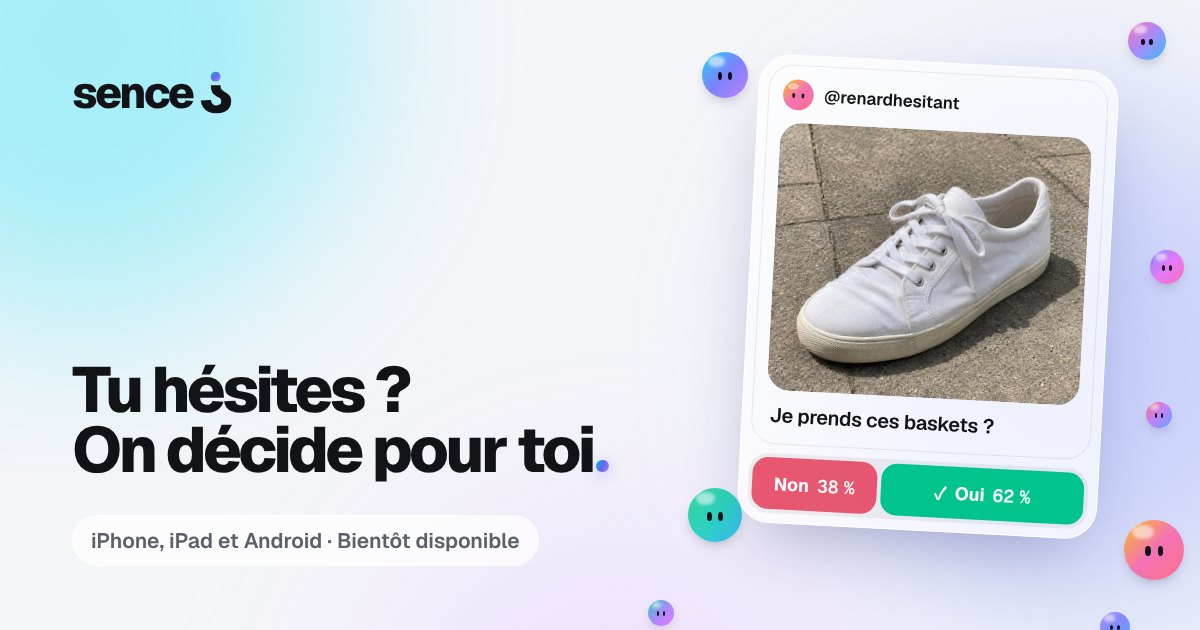 sence
@renardhesitant
Je prends ces baskets ?
Non 38 %
✓ Oui 62 %
Tu hésites ?
On décide pour toi.
iPhone, iPad et Android · Bientôt disponible